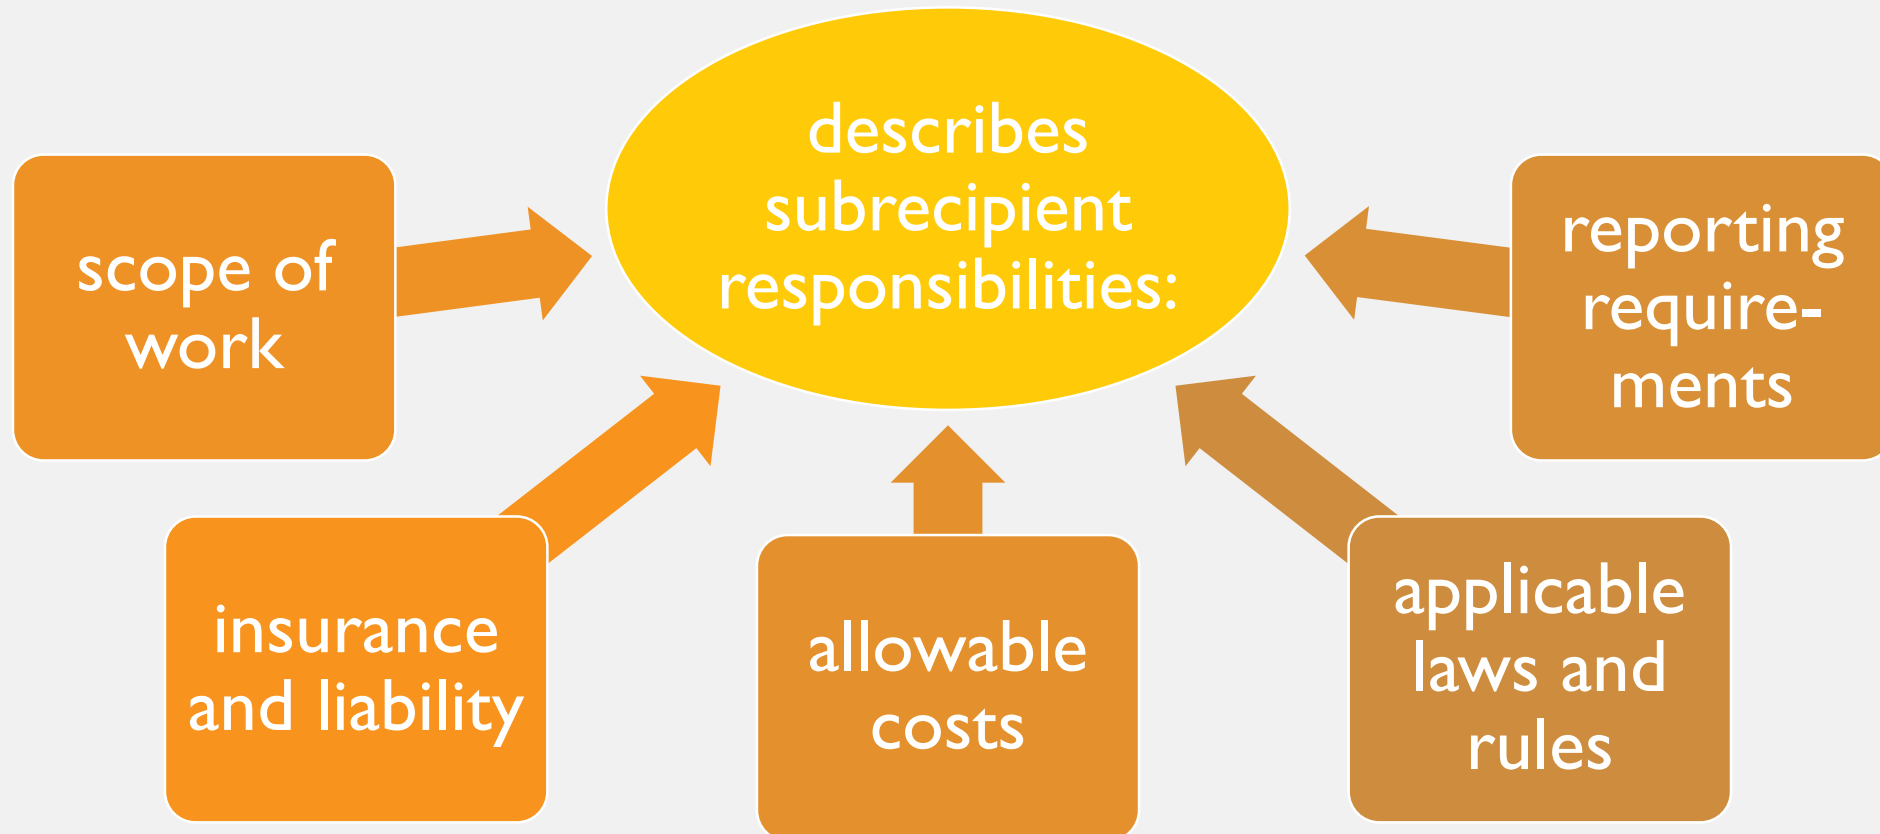 describes
subrecipient
responsibilities:
scope of
work
insurance
and liability
allowable
costs
applicable
laws and
rules
reporting
require-
ments